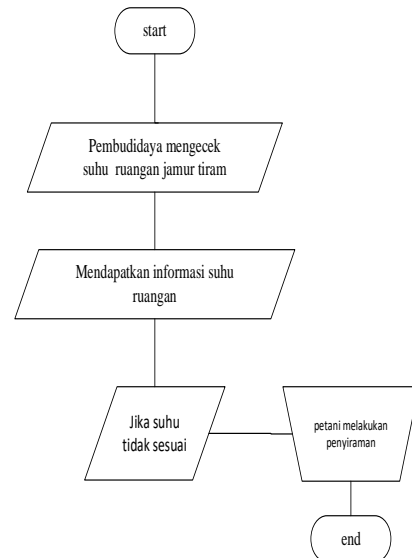 start
Pembudidaya mengecek
suhu ruangan jamur tiram
Mendapatkan informasi suhu
ruangan
Jika suhu
tidak sesuai
petani melakukan
penyiraman
end